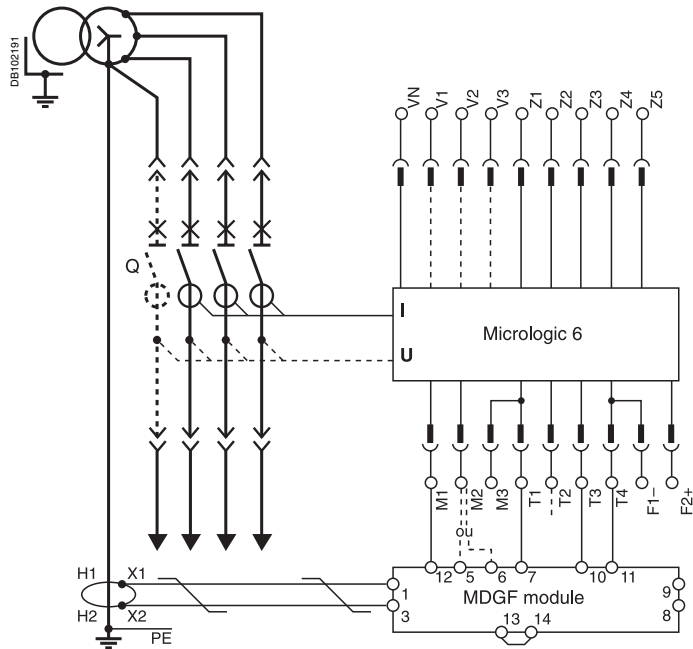 DB102191
VN V1 V2 V3 Z1 Z2 Z3 Z4 Z5
Q
I
Micrologic 6
U
M1 M2 M3 T1 T2 T3 T4 F1– F2+
ou
H1 X1
12 5 6 7 10 11
1 MDGF module 9
H2 X2
3 8
13 14
PE